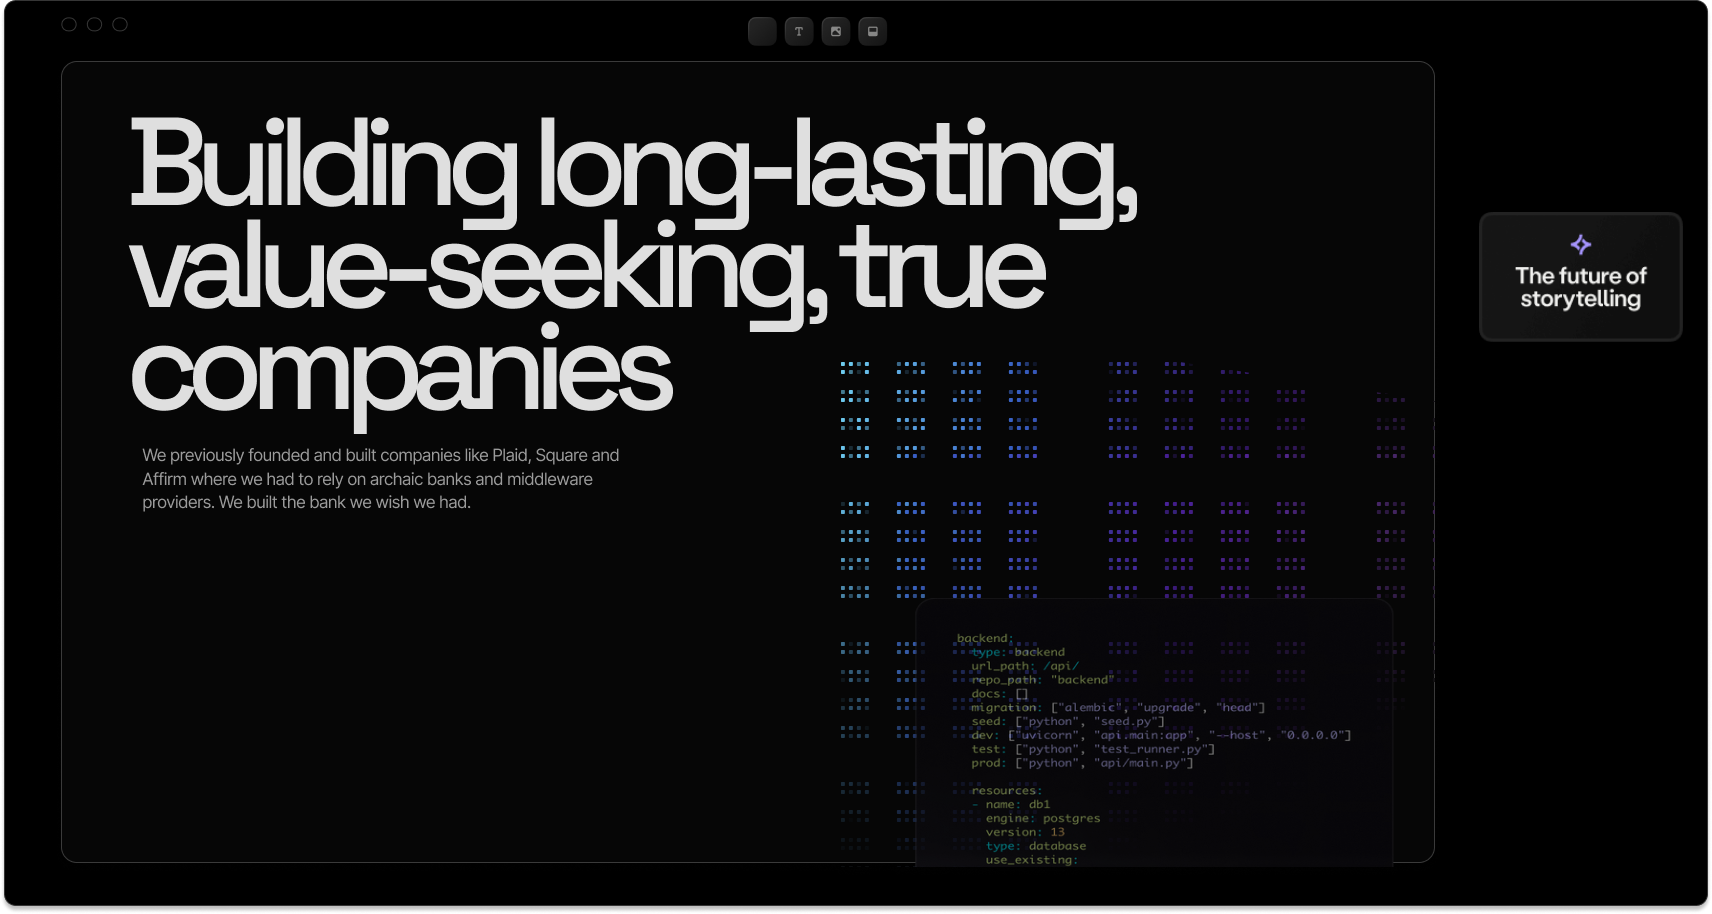 T
Building long-lasting,
value-seeking, true
companies
We previously founded and built companies like Plaid, Square and
Affirm where we had to rely on archaic banks and middleware
providers. We built the bank we wish we had.
The future of
storytelling
backend:
type: backend
url_path: /api/
repo_path: "backend"
docs: []
migration: ["alembic", "upgrade", "head"]
seed: ["python", "seed.py"]
dev: ["uvicorn", "api.main:app", "--host", "0.0.0.0"]
test: ["python", "test_runner.py"]
prod: ["python", "api/main.py"]
resources:
- name: db1
engine: postgres
version: 13
type: database
use_existing: